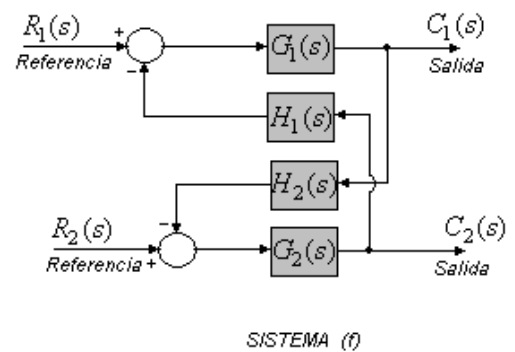 R₁(s)
Referencia
+
−
G₁(s)
C₁(s)
Salida
H₁(s)
H₂(s)
R₂(s)
Referencia
−
+
G₂(s)
C₂(s)
Salida
SISTEMA (f)